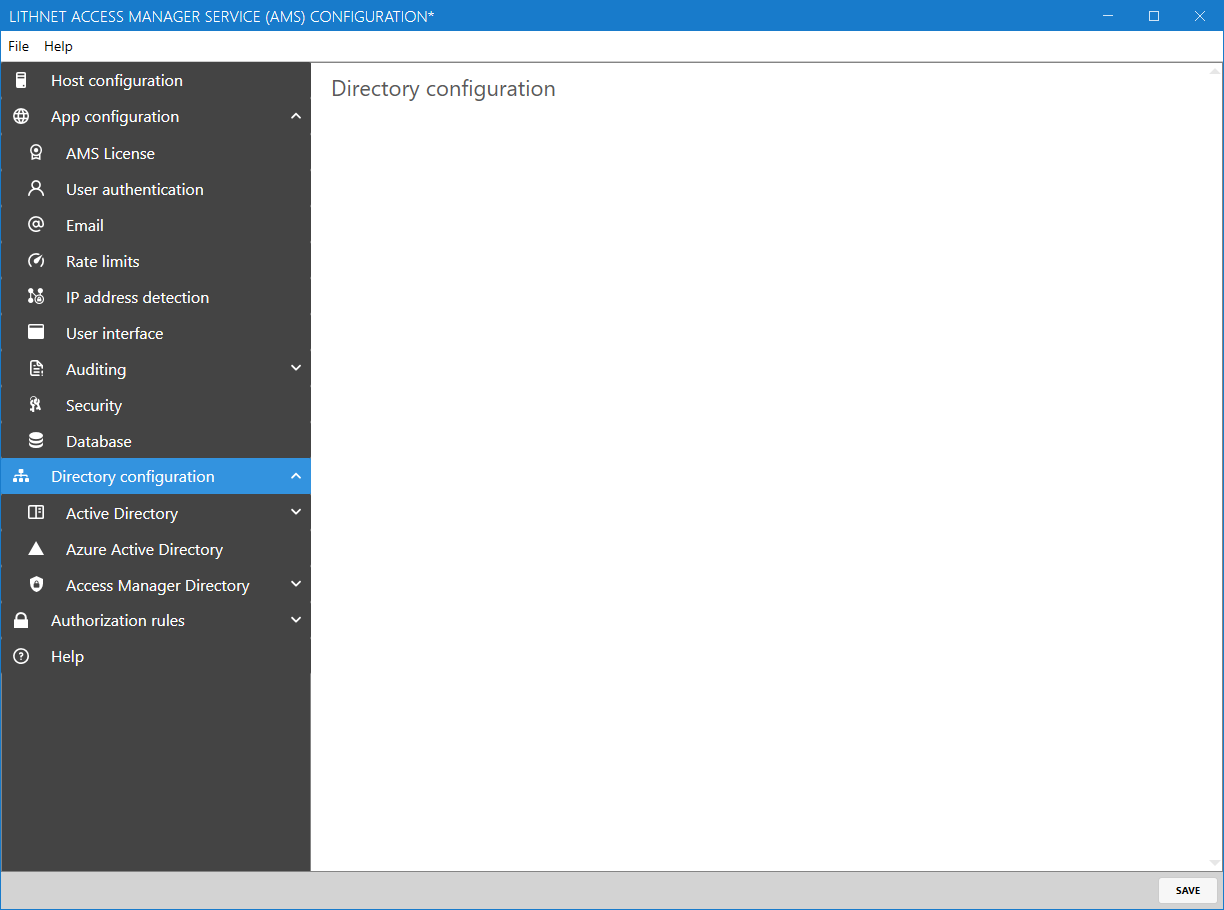 LITHNET ACCESS MANAGER SERVICE (AMS) CONFIGURATION*
File Help
Host configuration
Directory configuration
App configuration
AMS License
User authentication
Email
Rate limits
IP address detection
User interface
Auditing
Security
Database
Directory configuration
Active Directory
Azure Active Directory
Access Manager Directory
Authorization rules
Help
SAVE